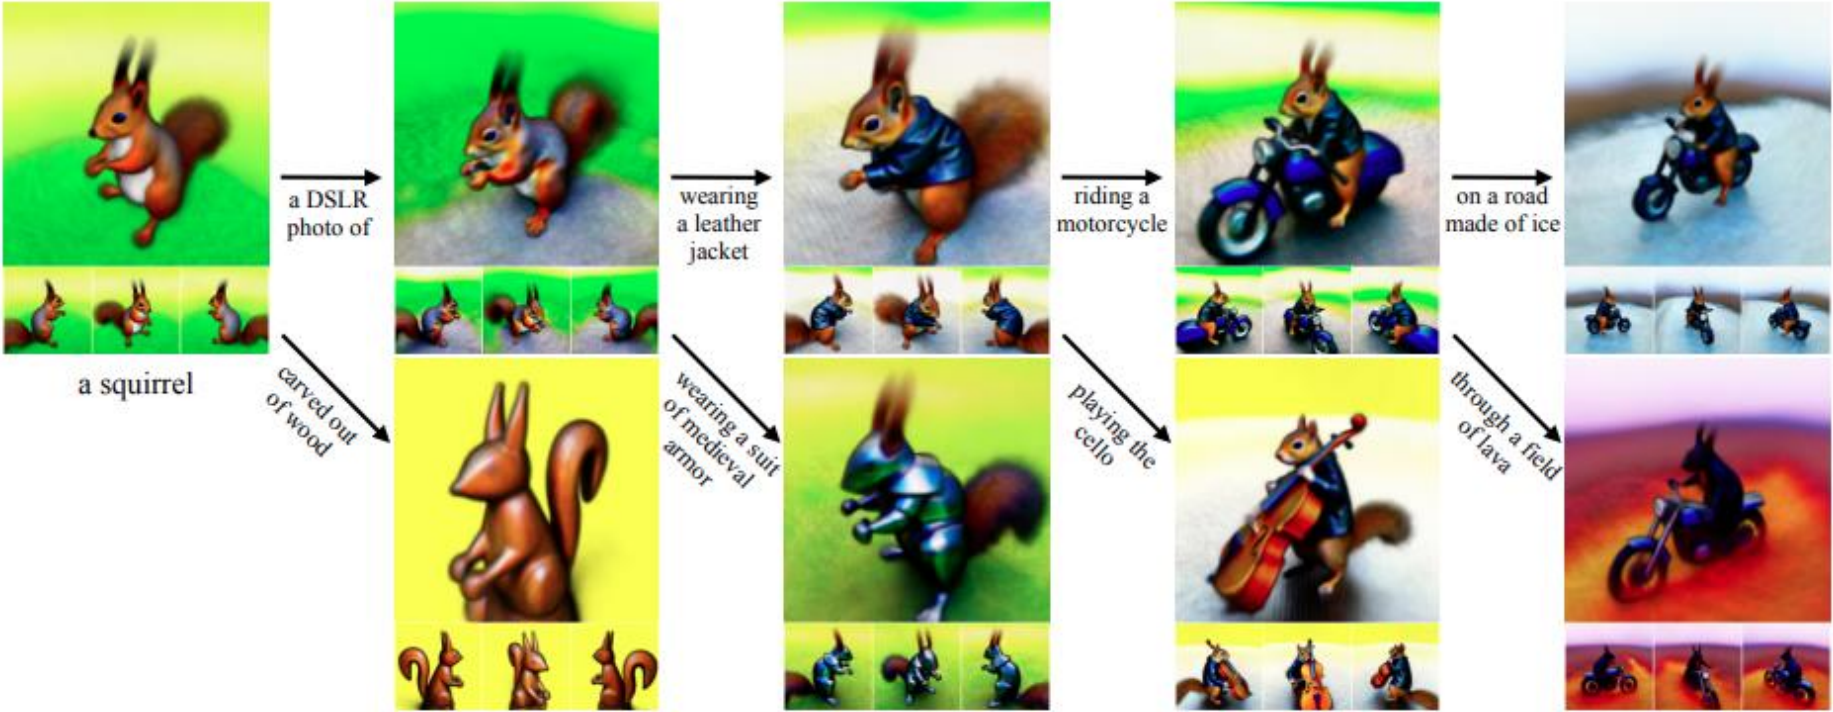 a DSLR
photo of
wearing
a leather
jacket
riding a
motorcycle
on a road
made of ice
a squirrel
carved out
of wood
wearing a suit
of medieval
armor
playing the
cello
through a field
of lava